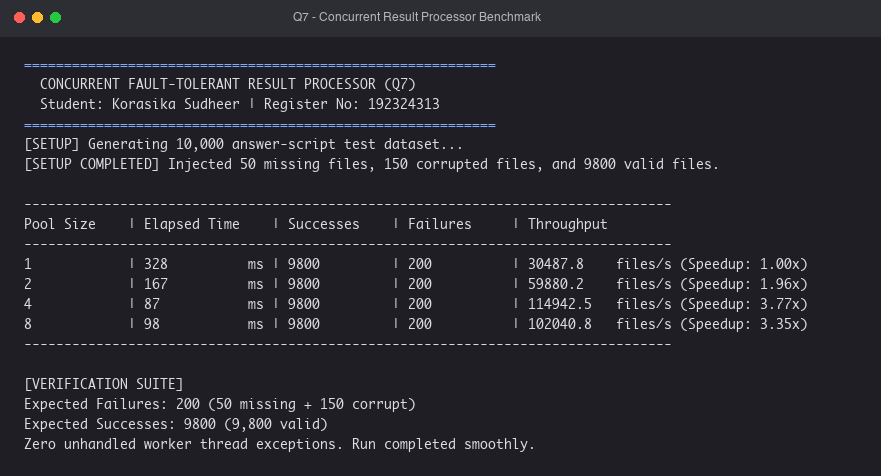 Q7 - Concurrent Result Processor Benchmark
===========================================================
CONCURRENT FAULT-TOLERANT RESULT PROCESSOR (Q7)
Student: Korasika Sudheer | Register No: 192324313
===========================================================
[SETUP] Generating 10,000 answer-script test dataset...
[SETUP COMPLETED] Injected 50 missing files, 150 corrupted files, and 9800 valid files.
---------------------------------------------------------------------------------
Pool Size    | Elapsed Time    | Successes    | Failures     | Throughput
---------------------------------------------------------------------------------
1            | 328          ms | 9800         | 200          | 30487.8    files/s (Speedup: 1.00x)
2            | 167          ms | 9800         | 200          | 59880.2    files/s (Speedup: 1.96x)
4            | 87           ms | 9800         | 200          | 114942.5   files/s (Speedup: 3.77x)
8            | 98           ms | 9800         | 200          | 102040.8   files/s (Speedup: 3.35x)
---------------------------------------------------------------------------------
[VERIFICATION SUITE]
Expected Failures: 200 (50 missing + 150 corrupt)
Expected Successes: 9800 (9,800 valid)
Zero unhandled worker thread exceptions. Run completed smoothly.